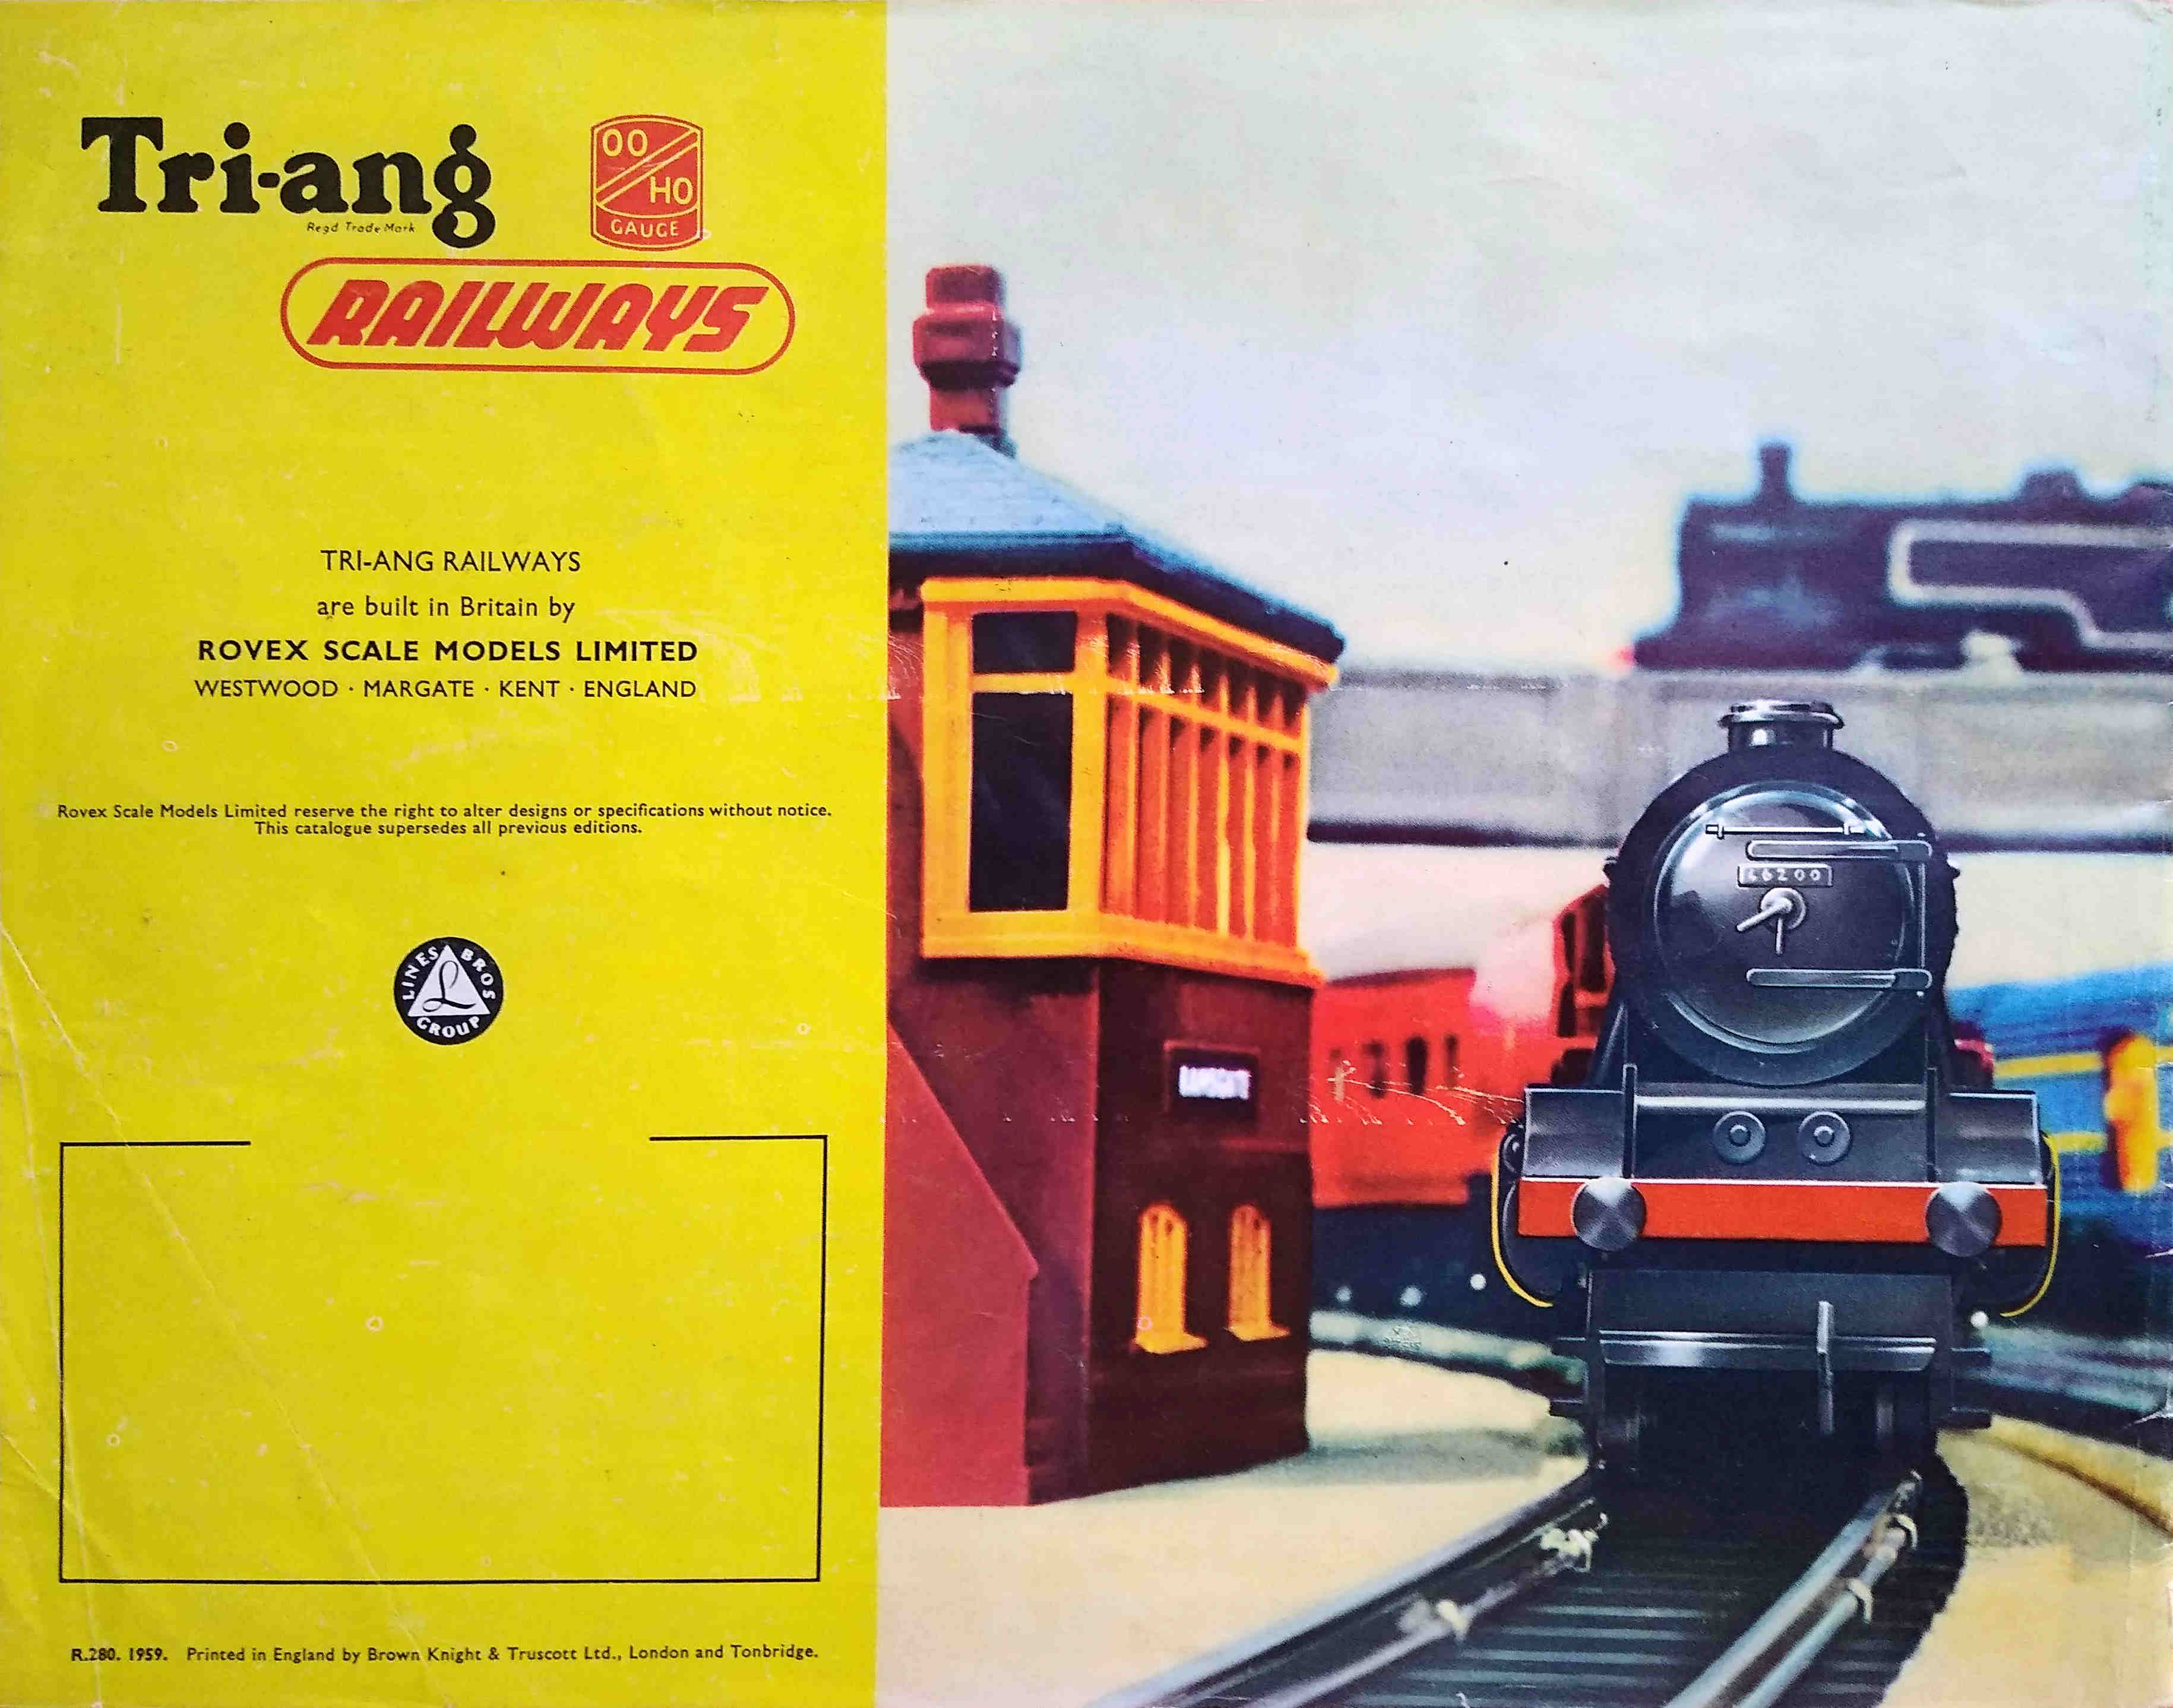 Tri-ang
Regd Trade Mark
OO
HO
GAUGE
RAILWAYS
TRI-ANG RAILWAYS
are built in Britain by
ROVEX SCALE MODELS LIMITED
WESTWOOD · MARGATE · KENT · ENGLAND
Rovex Scale Models Limited reserve the right to alter designs or specifications without notice.
This catalogue supersedes all previous editions.
LINES BROS
L
GROUP
R.280. 1959. Printed in England by Brown Knight & Truscott Ltd., London and Tonbridge.
46200